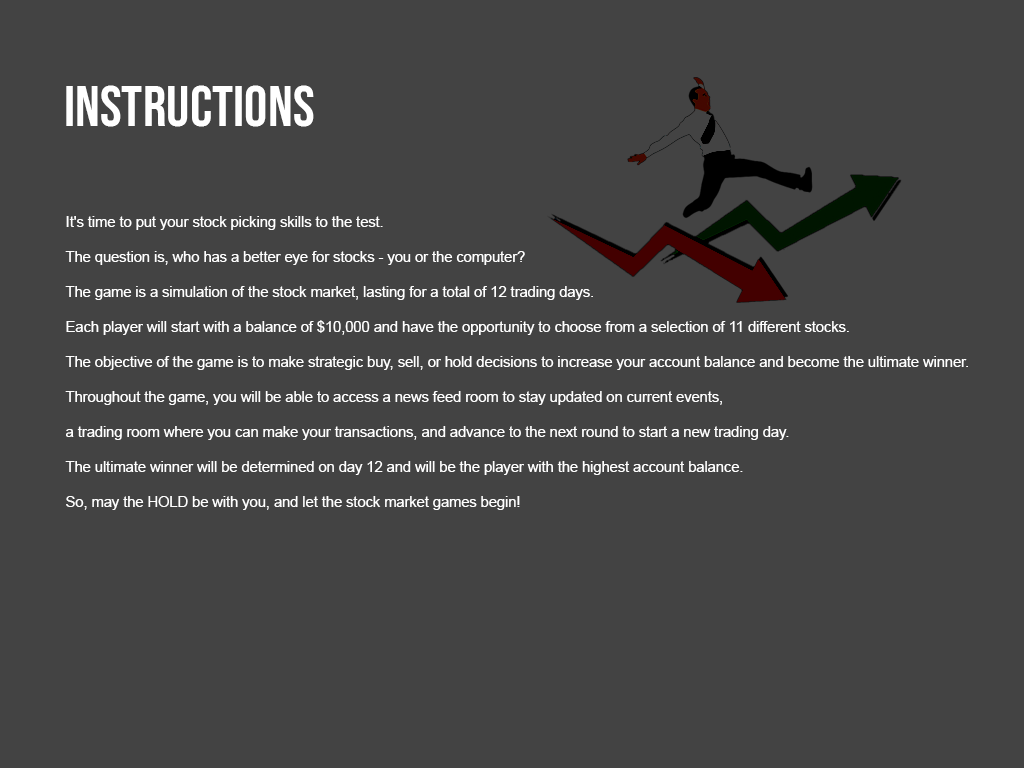 INSTRUCTIONS
It's time to put your stock picking skills to the test.
The question is, who has a better eye for stocks - you or the computer?
The game is a simulation of the stock market, lasting for a total of 12 trading days.
Each player will start with a balance of $10,000 and have the opportunity to choose from a selection of 11 different stocks.
The objective of the game is to make strategic buy, sell, or hold decisions to increase your account balance and become the ultimate winner.
Throughout the game, you will be able to access a news feed room to stay updated on current events,
a trading room where you can make your transactions, and advance to the next round to start a new trading day.
The ultimate winner will be determined on day 12 and will be the player with the highest account balance.
So, may the HOLD be with you, and let the stock market games begin!